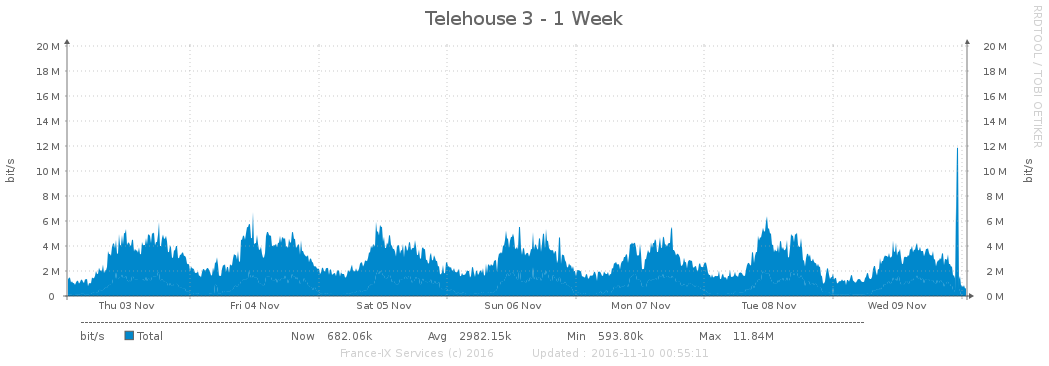 Telehouse 3 - 1 Week
RRDTOOL / TOBI OETIKER
bit/s
20 M 20 M
18 M 18 M
16 M 16 M
14 M 14 M
12 M 12 M
10 M 10 M
8 M 8 M
6 M 6 M
4 M 4 M
2 M 2 M
0 0 M
bit/s
Thu 03 Nov Fri 04 Nov Sat 05 Nov Sun 06 Nov Mon 07 Nov Tue 08 Nov Wed 09 Nov
bit/s Total Now 682.06k Avg 2982.15k Min 593.80k Max 11.84M
France-IX Services (c) 2016 Updated : 2016-11-10 00:55:11